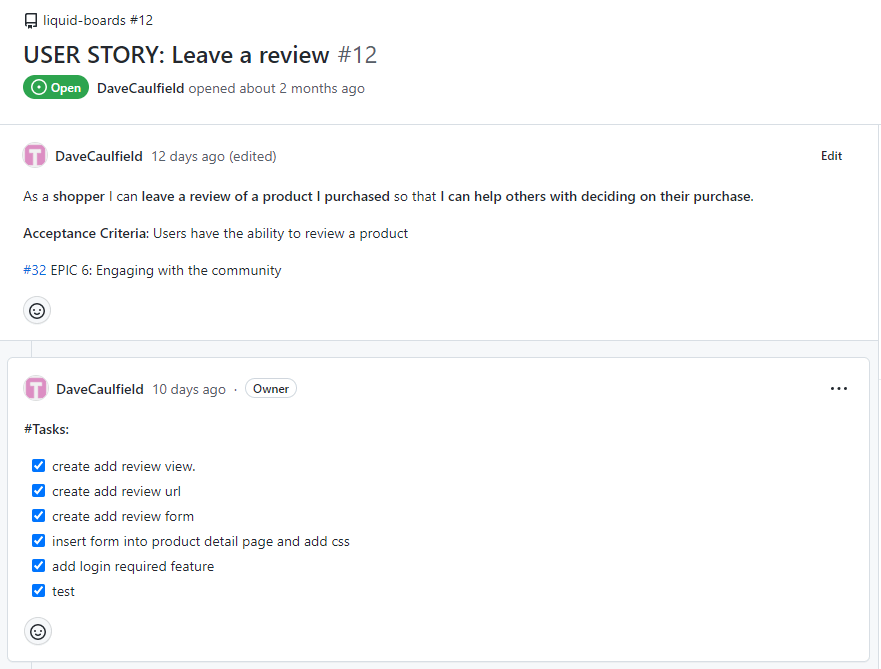 liquid-boards #12
USER STORY: Leave a review #12
Open DaveCaulfield opened about 2 months ago
DaveCaulfield 12 days ago (edited) Edit
As a shopper I can leave a review of a product I purchased so that I can help others with deciding on their purchase.
Acceptance Criteria: Users have the ability to review a product
#32 EPIC 6: Engaging with the community
DaveCaulfield 10 days ago · Owner ...
#Tasks:
create add review view.
create add review url
create add review form
insert form into product detail page and add css
add login required feature
test